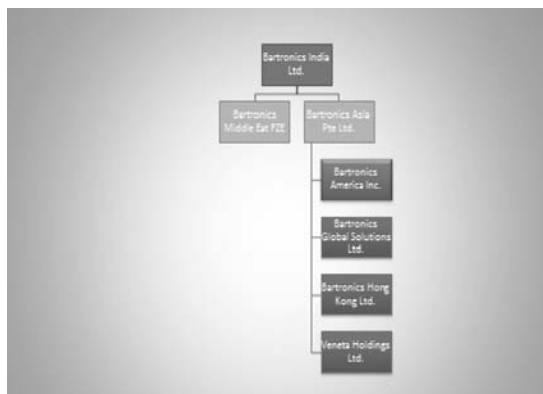 Bartronics India
Ltd.
Bartronics
Middle Eat FZE
Bartronics Asia
Pte Ltd.
Bartronics
America Inc.
Bartronics
Global Solutions
Ltd.
Bartronics Hong
Kong Ltd.
Veneta Holdings
Ltd.